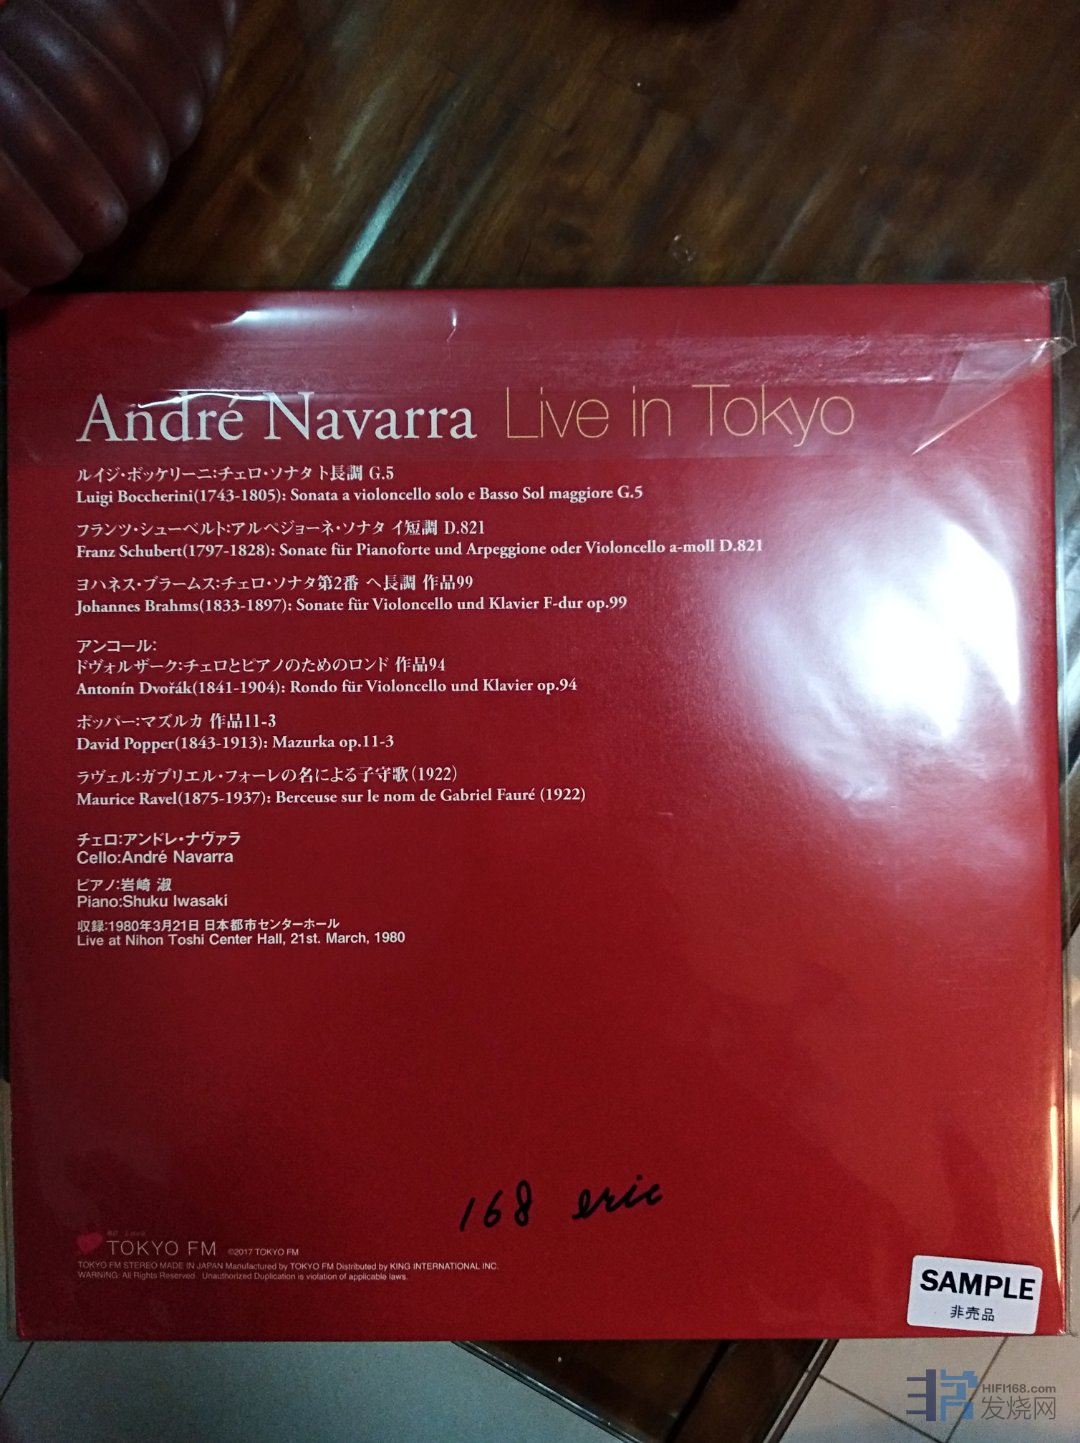 André Navarra Live in Tokyo
ルイジ・ボッケリーニ:チェロ・ソナタ ト長調 G.5
Luigi Boccherini(1743-1805): Sonata a violoncello solo e Basso Sol maggiore G.5
フランツ・シューベルト:アルペジョーネ・ソナタ イ短調 D.821
Franz Schubert(1797-1828): Sonate für Pianoforte und Arpeggione oder Violoncello a-moll D.821
ヨハネス・ブラームス:チェロ・ソナタ第2番 ヘ長調 作品99
Johannes Brahms(1833-1897): Sonate für Violoncello und Klavier F-dur op.99
アンコール:
ドヴォルザーク:チェロとピアノのためのロンド 作品94
Antonín Dvořák(1841-1904): Rondo für Violoncello und Klavier op.94
ポッパー:マズルカ 作品11-3
David Popper(1843-1913): Mazurka op.11-3
ラヴェル:ガブリエル・フォーレの名による子守歌(1922)
Maurice Ravel(1875-1937): Berceuse sur le nom de Gabriel Fauré (1922)
チェロ:アンドレ・ナヴァラ
Cello:André Navarra
ピアノ:岩崎 淑
Piano:Shuku Iwasaki
収録:1980年3月21日 日本都市センターホール
Live at Nihon Toshi Center Hall, 21st. March, 1980
168 eric
TOKYO FM ©2017 TOKYO FM
TOKYO FM STEREO MADE IN JAPAN Manufactured by TOKYO FM Distributed by KING INTERNATIONAL INC.
WARNING: All Rights Reserved. Unauthorized Duplication is violation of applicable laws.
SAMPLE
非売品
HIFI168.com
发烧网